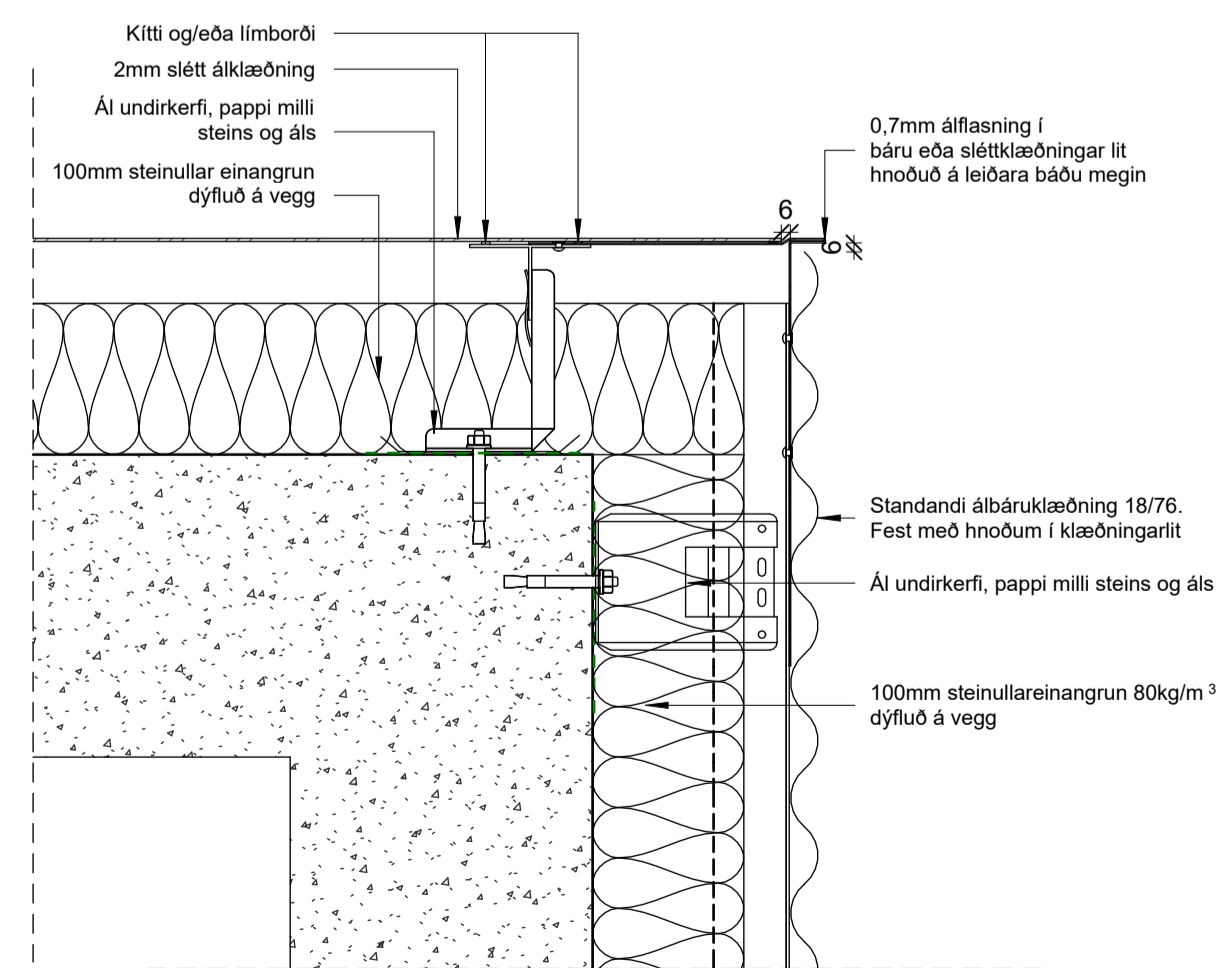 Kítti og/eða límborði
2mm slétt álklæðning
Ál undirkerfi, pappi milli
steins og áls
100mm steinullar einangrun
dýfluð á vegg
0,7mm álflasning í
báru eða sléttklæðningar lit
hnoðuð á leiðara báðu megin
6
6
Standandi álbáruklæðning 18/76.
Fest með hnoðum í klæðningarlit
Ál undirkerfi, pappi milli steins og áls
100mm steinullareinangrun 80kg/m ³
dýfluð á vegg